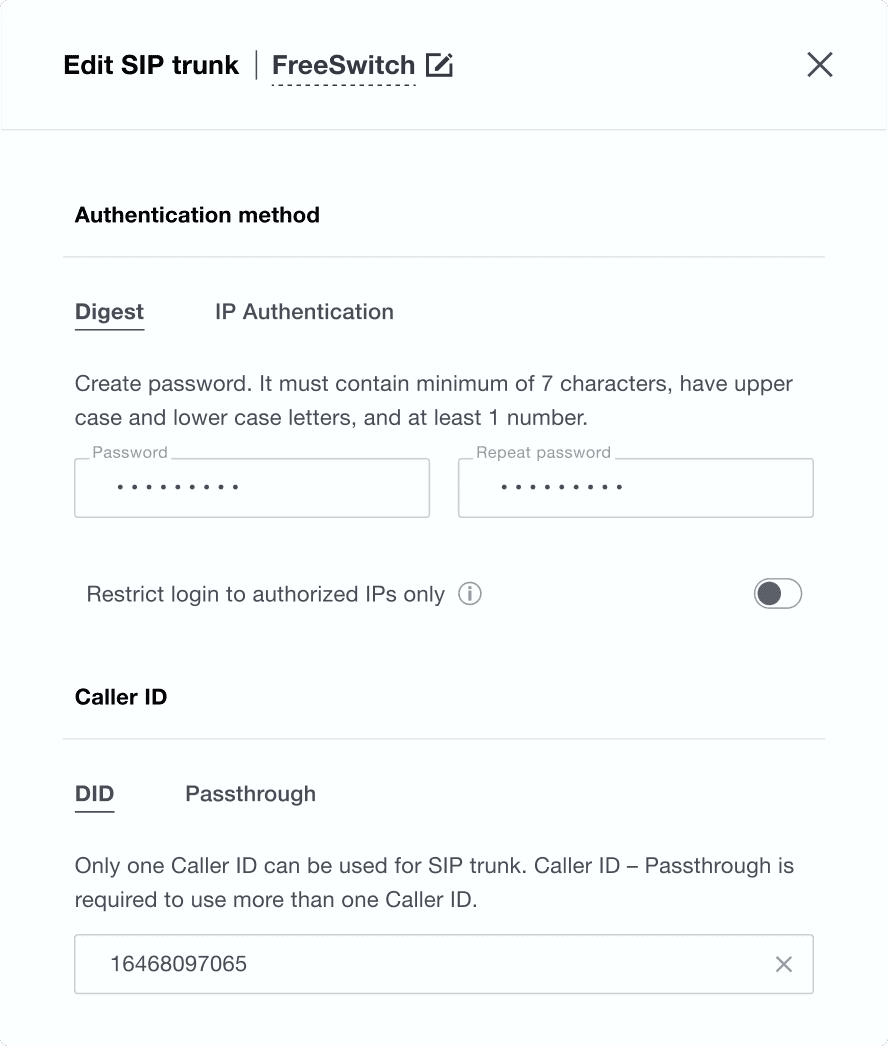 Edit SIP trunk | FreeSwitch
Authentication method
Digest IP Authentication
Create password. It must contain minimum of 7 characters, have upper
case and lower case letters, and at least 1 number.
Password Repeat password
• • • • • • • • • • • • • • • • • •
Restrict login to authorized IPs only
Caller ID
DID Passthrough
Only one Caller ID can be used for SIP trunk. Caller ID – Passthrough is
required to use more than one Caller ID.
16468097065